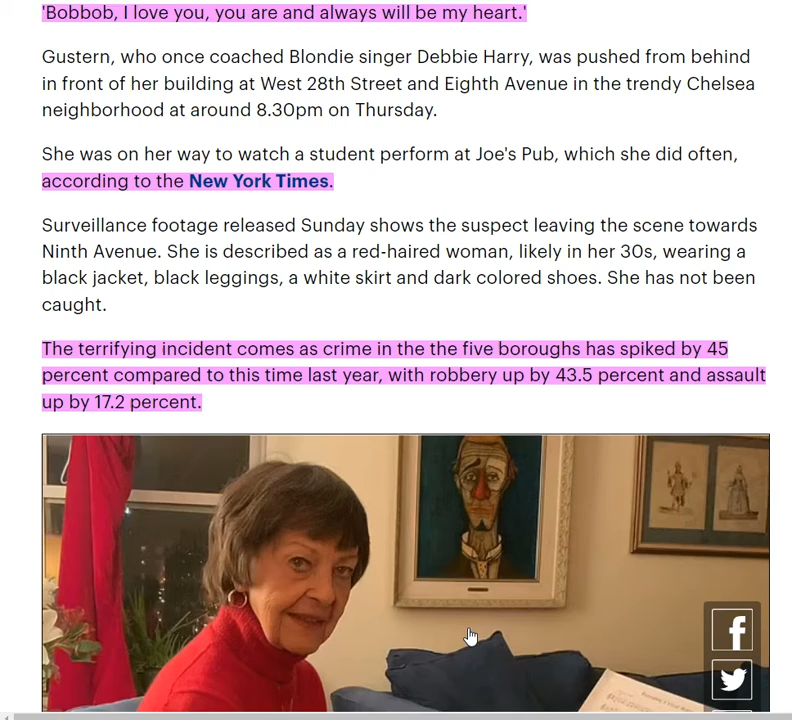 'Bobbob, I love you, you are and always will be my heart.'
Gustern, who once coached Blondie singer Debbie Harry, was pushed from behind
in front of her building at West 28th Street and Eighth Avenue in the trendy Chelsea
neighborhood at around 8.30pm on Thursday.
She was on her way to watch a student perform at Joe's Pub, which she did often,
according to the New York Times.
Surveillance footage released Sunday shows the suspect leaving the scene towards
Ninth Avenue. She is described as a red-haired woman, likely in her 30s, wearing a
black jacket, black leggings, a white skirt and dark colored shoes. She has not been
caught.
The terrifying incident comes as crime in the the five boroughs has spiked by 45
percent compared to this time last year, with robbery up by 43.5 percent and assault
up by 17.2 percent.
f